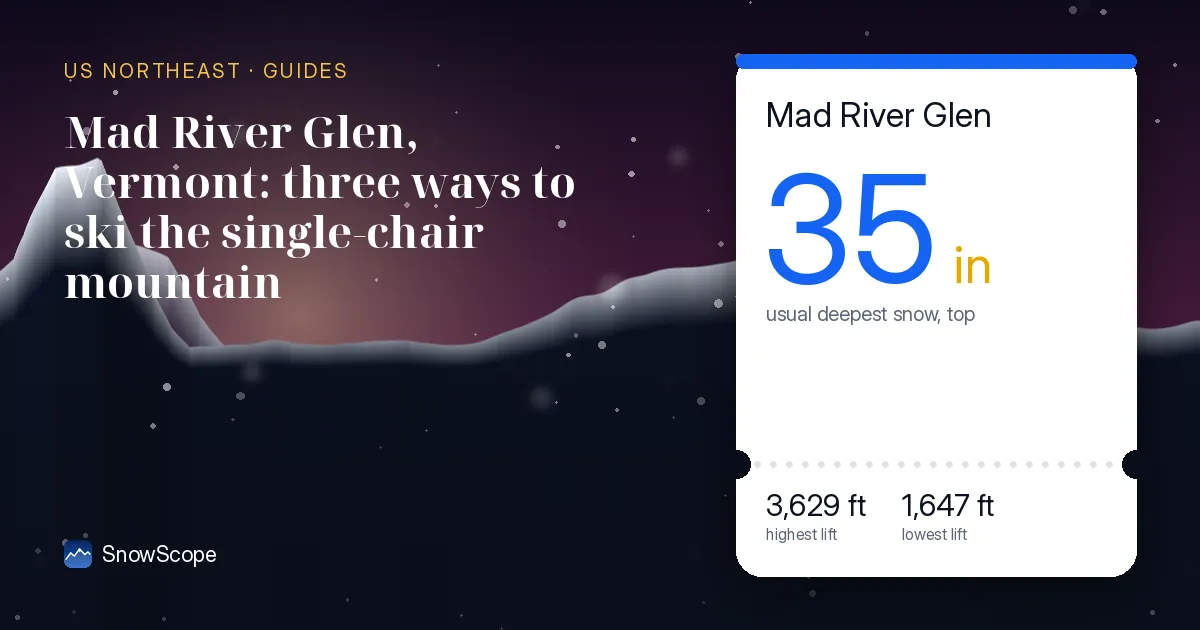 US NORTHEAST · GUIDES
Mad River Glen,
Vermont: three ways to
ski the single-chair
mountain
SnowScope
Mad River Glen
35 in
usual deepest snow, top
3,629 ft
highest lift
1,647 ft
lowest lift